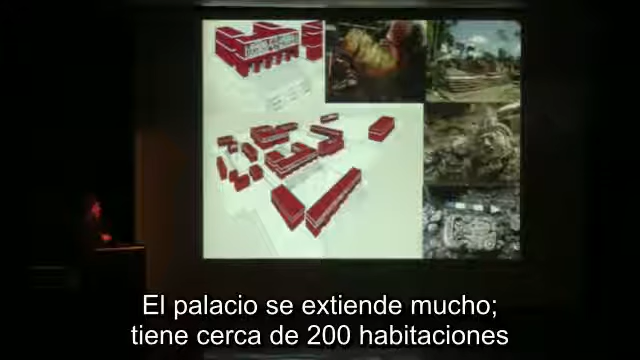 El palacio se extiende mucho;
tiene cerca de 200 habitaciones